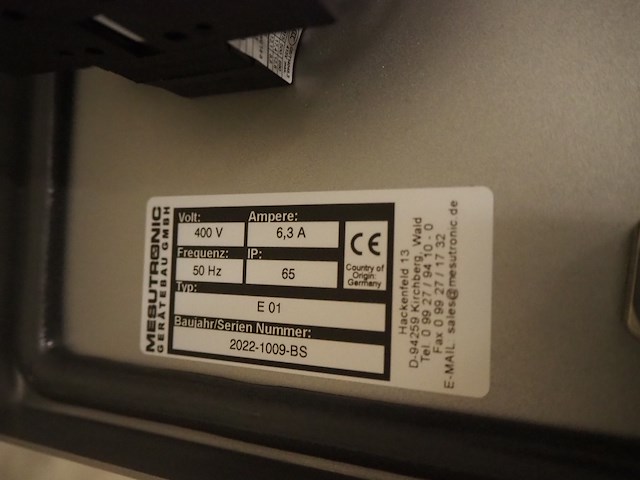 MESUTRONIC
GERÄTEBAU GMBH
Volt: Ampere:
400 V 6,3 A
Frequenz: IP:
50 Hz 65
CE
Country of
Origin:
Germany
Typ:
E 01
Baujahr/Serien Nummer:
2022-1009-BS
Hackenfeld 13
D-94259 Kirchberg, Wald
Tel. 0 99 27 / 94 10 - 0
Fax 0 99 27 / 17 32
E-MAIL: sales@mesutronic.de